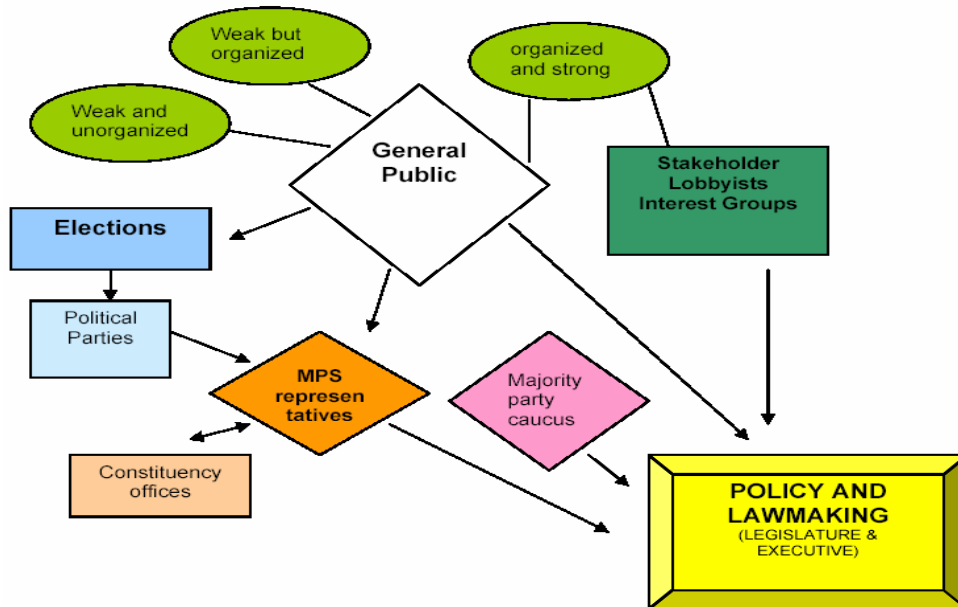 Weak but
organized
organized
and strong
Weak and
unorganized
General
Public
Stakeholder
Lobbyists
Interest Groups
Elections
Political
Parties
MPS
represen
tatives
Majority
party
caucus
Constituency
offices
POLICY AND
LAWMAKING
(LEGISLATURE &
EXECUTIVE)